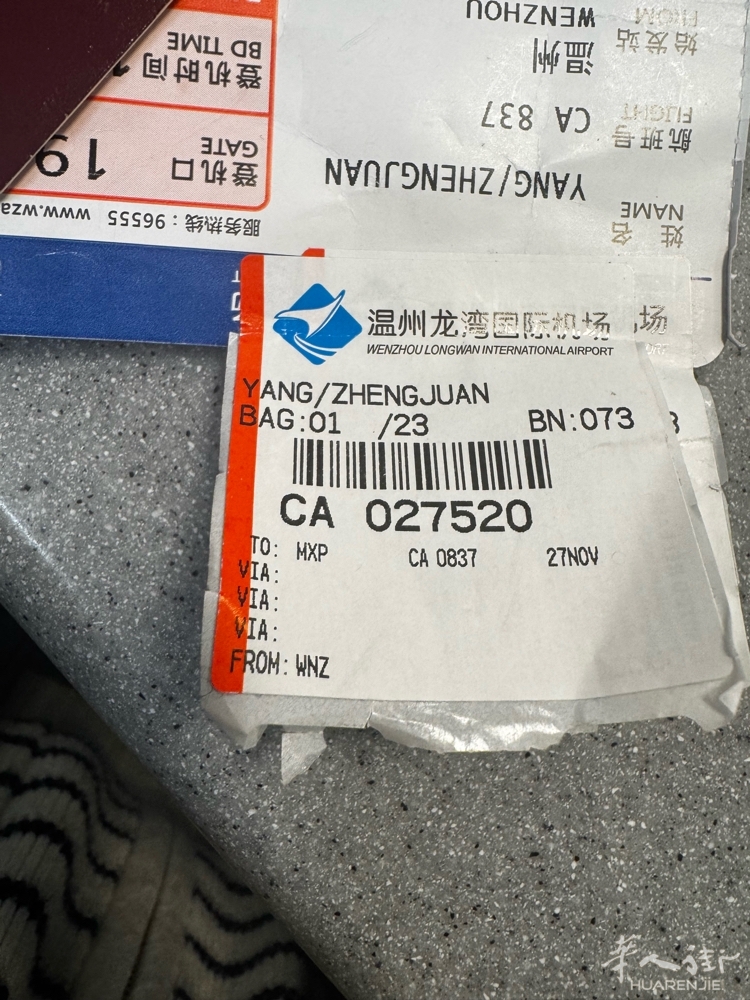 FROM
始发站
WENZHOU
温州
登机时间
BD TIME
FLIGHT
航班号
CA 837
登机口
GATE
19
NAME
姓名
YANG/ZHENGJUAN
服务热线：96555
www.wza
温州龙湾国际机场
场
WENZHOU LONGWAN INTERNATIONAL AIRPORT
YANG/ZHENGJUAN
BAG:01 /23 BN:073
CA 027520
TO: MXP CA 0837 27NOV
VIA:
VIA:
VIA:
FROM: WNZ
华人街
HUARENJIE